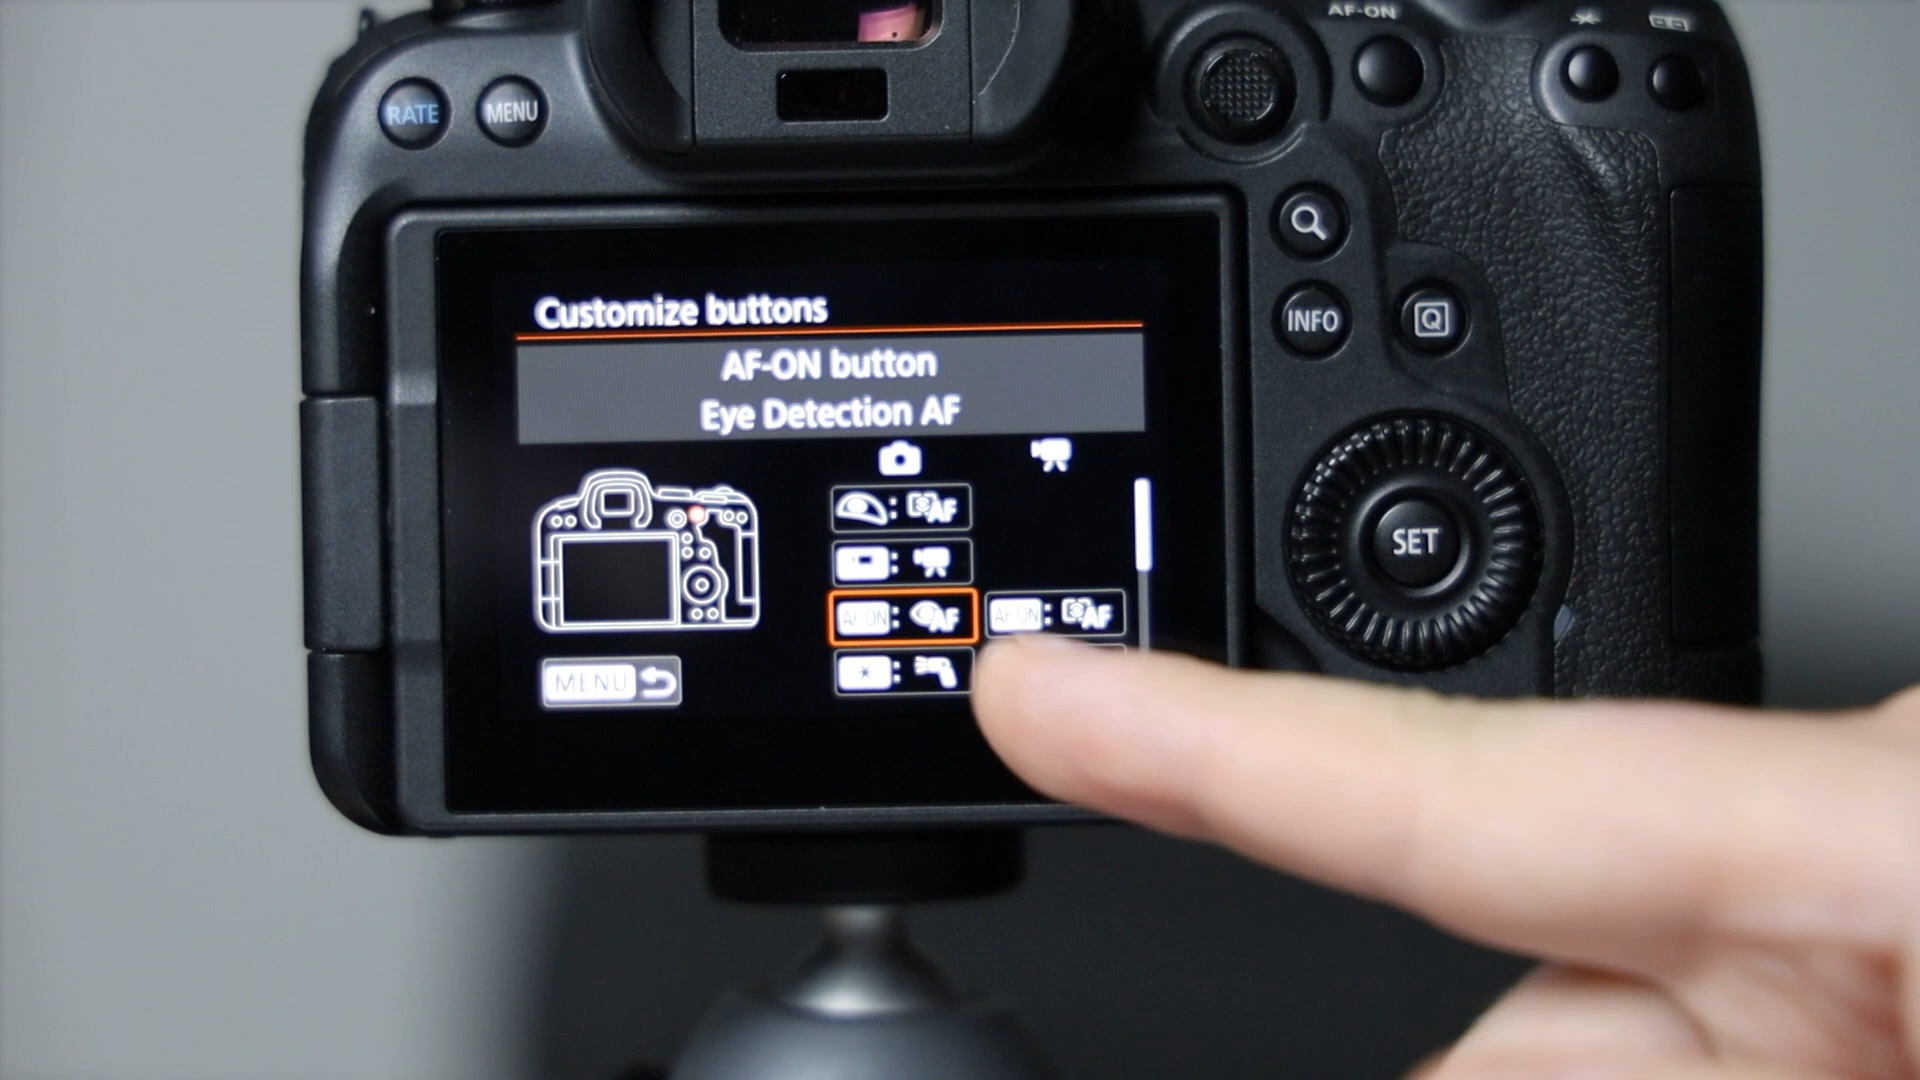 AF-ON
RATE MENU
INFO
Q
Customize buttons
AF-ON button
Eye Detection AF
AF
AF-ON: AF AF-ON: AF
MENU
SET